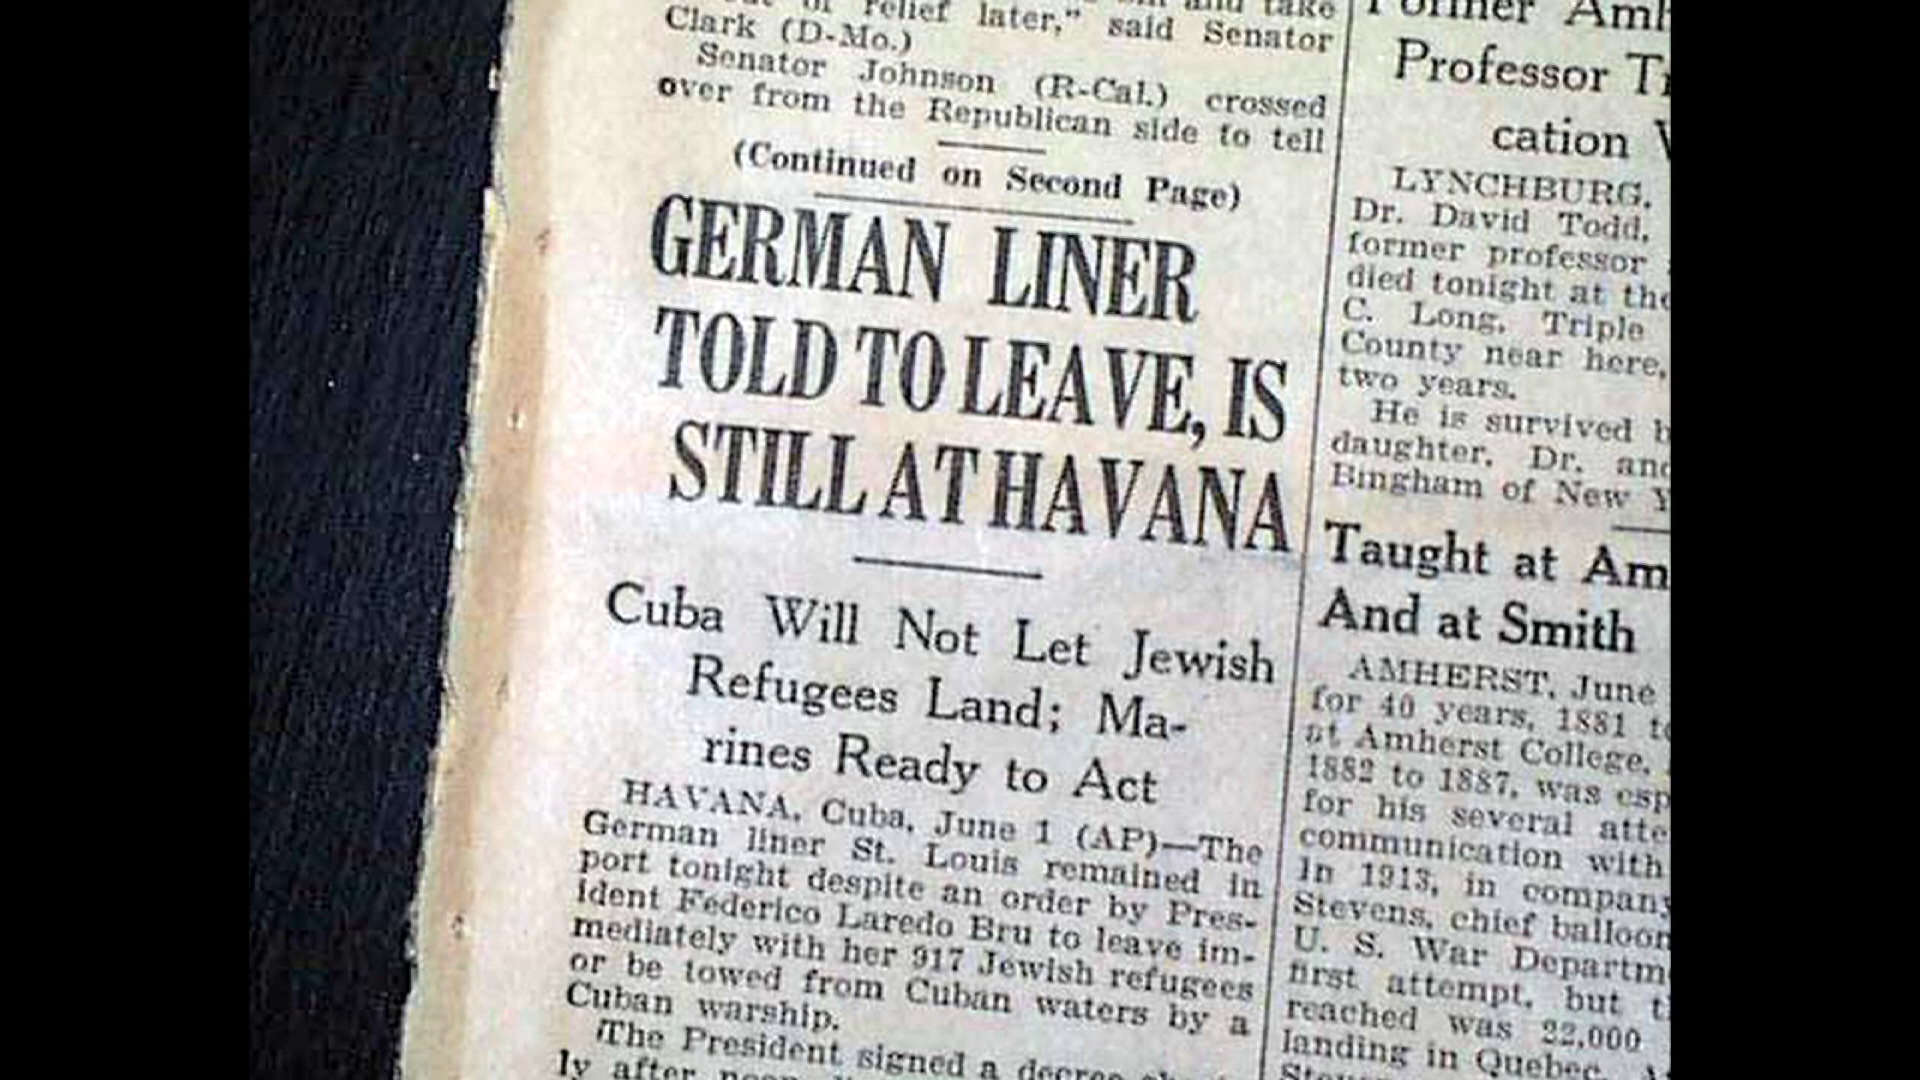 relief later," said Senator
Clark (D-Mo.)
Senator Johnson (R-Cal.) crossed
over from the Republican side to tell
(Continued on Second Page)
GERMAN LINER
TOLD TO LEAVE, IS
STILL AT HAVANA
Cuba Will Not Let Jewish
Refugees Land; Ma-
rines Ready to Act
HAVANA, Cuba, June 1 (AP)—The
German liner St. Louis remained in
port tonight despite an order by Pres-
ident Federico Laredo Bru to leave im-
mediately with her 917 Jewish refugees
or be towed from Cuban waters by a
Cuban warship.
The President signed a decree
ly after
Former Amh
Professor Tr
cation
LYNCHBURG,
Dr. David Todd,
former professor
died tonight at the
C. Long, Triple
County near here,
two years.
He is survived b
daughter, Dr. and
Bingham of New Y
Taught at Am
And at Smith
AMHERST, June
for 40 years, 1881 to
at Amherst College,
1882 to 1887, was esp
for his several atte
communication with
In 1913, in company
Stevens, chief balloon
U. S. War Departm
first attempt, but t
reached was 22,000
landing in Quebec.